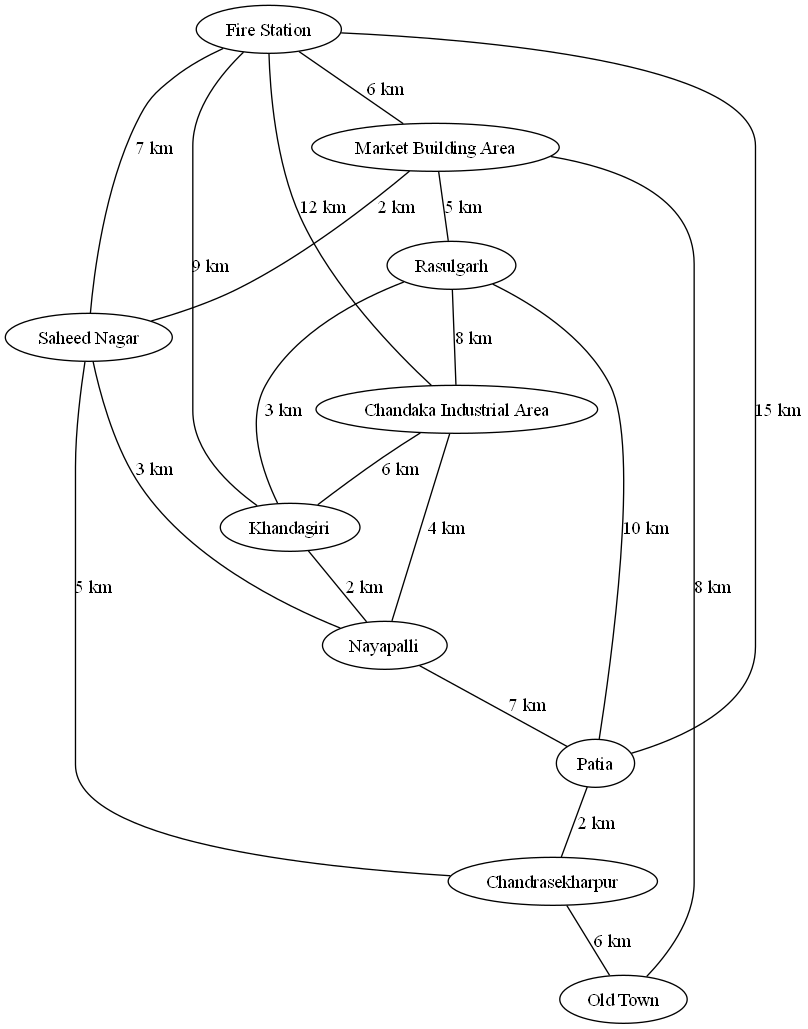 Fire Station
6 km
Market Building Area
7 km
12 km
2 km
5 km
9 km
Rasulgarh
Saheed Nagar
8 km
3 km
Chandaka Industrial Area
15 km
3 km
6 km
Khandagiri
4 km
10 km
5 km
2 km
8 km
Nayapalli
7 km
Patia
2 km
Chandrasekharpur
6 km
Old Town